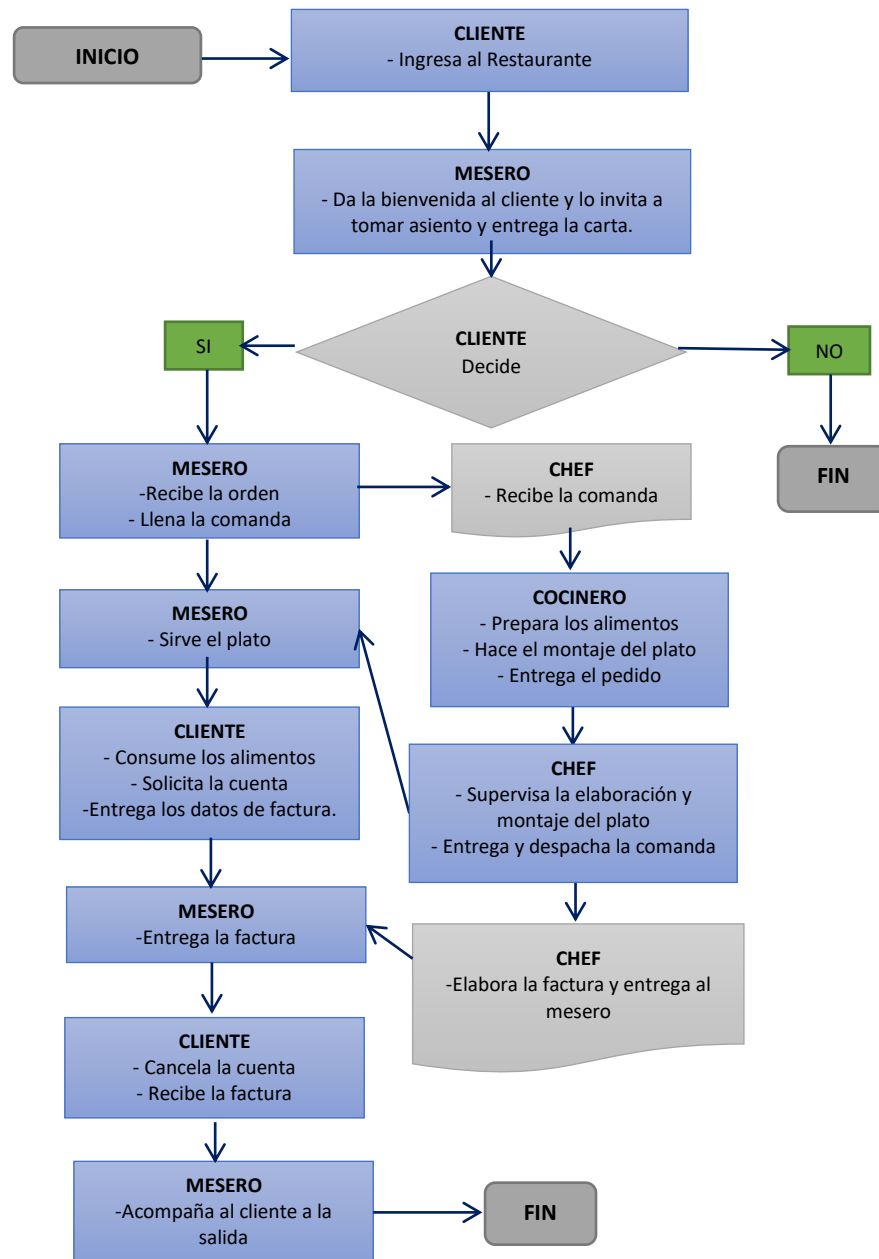 INICIO
CLIENTE
- Ingresa al Restaurante
MESERO
- Da la bienvenida al cliente y lo invita a
tomar asiento y entrega la carta.
CLIENTE
Decide
SI
NO
FIN
MESERO
-Recibe la orden
- Llena la comanda
CHEF
- Recibe la comanda
COCINERO
- Prepara los alimentos
- Hace el montaje del plato
- Entrega el pedido
MESERO
- Sirve el plato
CLIENTE
- Consume los alimentos
- Solicita la cuenta
-Entrega los datos de factura.
CHEF
- Supervisa la elaboración y
montaje del plato
- Entrega y despacha la comanda
MESERO
-Entrega la factura
CHEF
-Elabora la factura y entrega al
mesero
CLIENTE
- Cancela la cuenta
- Recibe la factura
MESERO
-Acompaña al cliente a la
salida
FIN